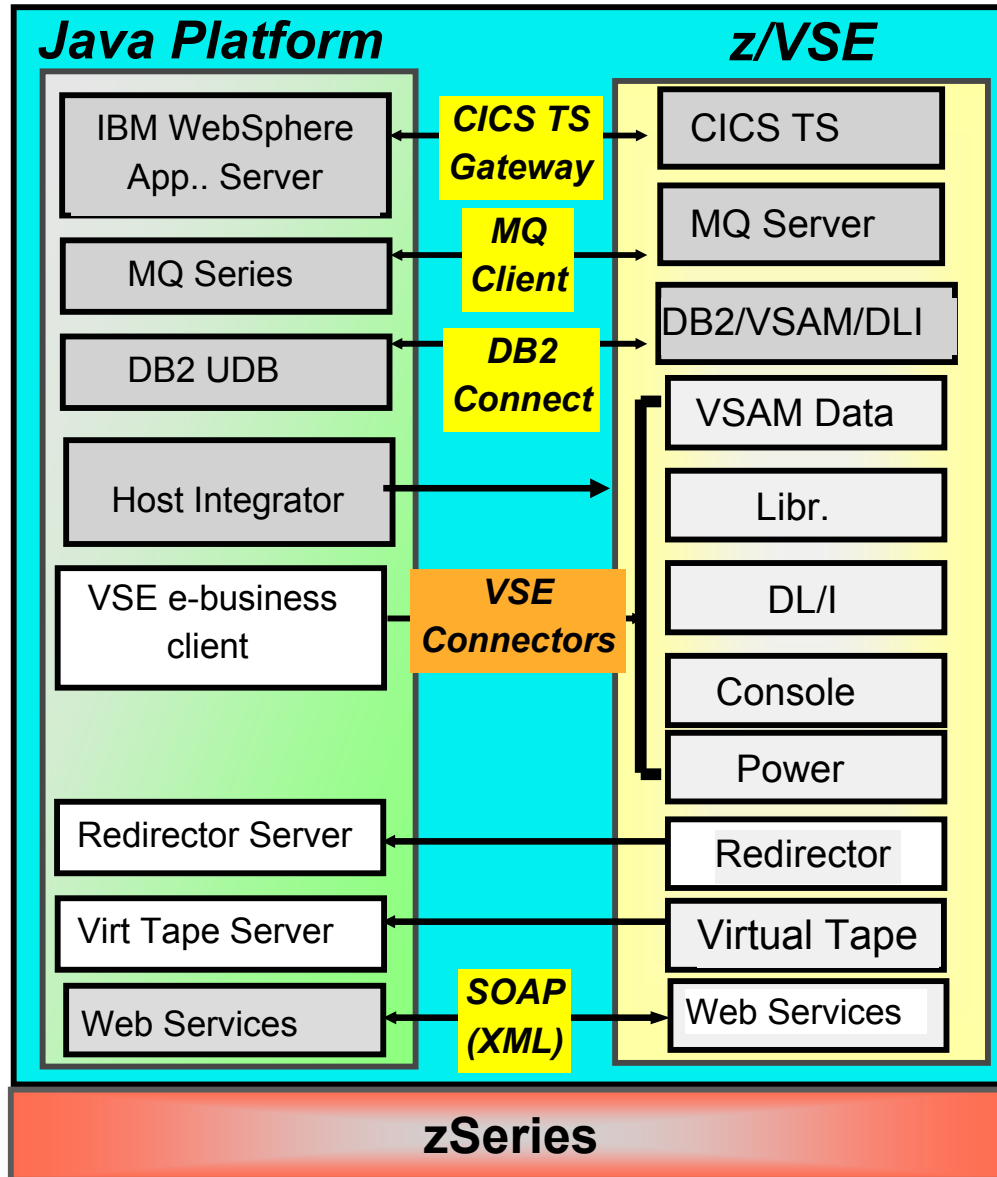 Java Platform
z/VSE
IBM WebSphere
App.. Server
CICS TS
Gateway
CICS TS
MQ Series
MQ
Client
MQ Server
DB2 UDB
DB2
Connect
DB2/VSAM/DLI
VSAM Data
Host Integrator
Libr.
VSE e-business
client
VSE
Connectors
DL/I
Console
Power
Redirector Server
Redirector
Virt Tape Server
Virtual Tape
Web Services
SOAP
(XML)
Web Services
zSeries